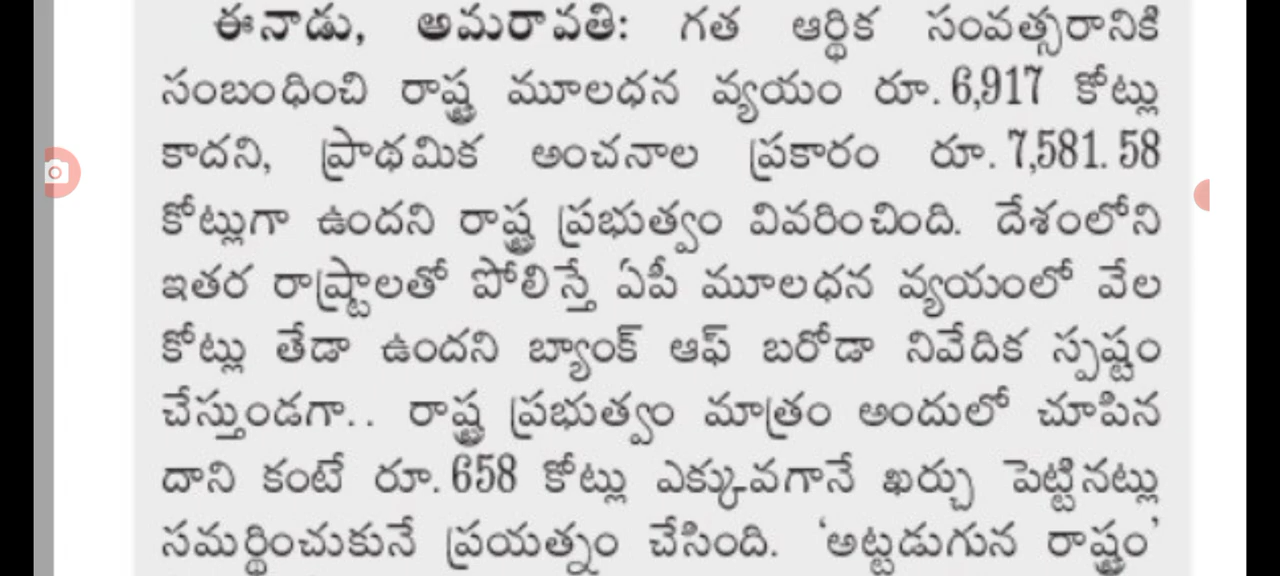 ఈనాడు, అమరావతి: గత ఆర్థిక సంవత్సరానికి
సంబంధించి రాష్ట్ర మూలధన వ్యయం రూ.6,917 కోట్లు
కాదని, ప్రాథమిక అంచనాల ప్రకారం రూ.7,581.58
కోట్లుగా ఉందని రాష్ట్ర ప్రభుత్వం వివరించింది. దేశంలోని
ఇతర రాష్ట్రాలతో పోలిస్తే ఏపీ మూలధన వ్యయంలో వేల
కోట్లు తేడా ఉందని బ్యాంక్ ఆఫ్ బరోడా నివేదిక స్పష్టం
చేస్తుండగా.. రాష్ట్ర ప్రభుత్వం మాత్రం అందులో చూపిన
దాని కంటే రూ.658 కోట్లు ఎక్కువగానే ఖర్చు పెట్టినట్లు
సమర్థించుకునే ప్రయత్నం చేసింది. ‘అట్టడుగున రాష్ట్రం’